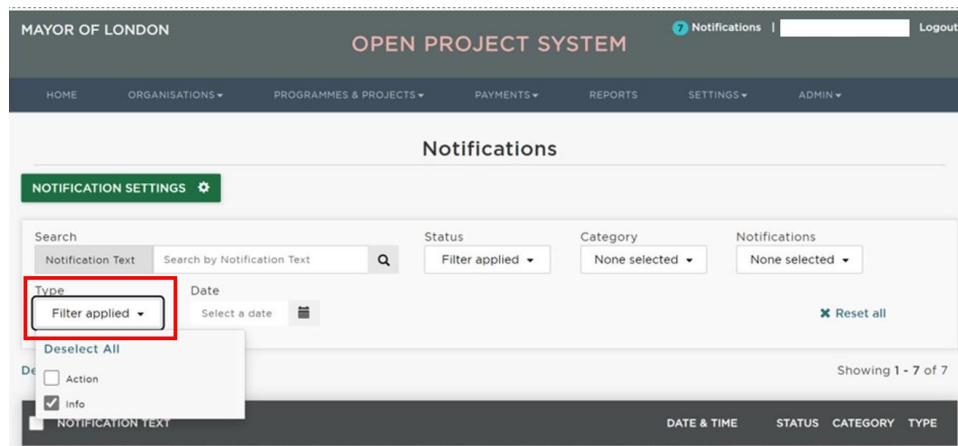 MAYOR OF LONDON
OPEN PROJECT SYSTEM
7 Notifications | Logout
HOME ORGANISATIONS PROGRAMMES & PROJECTS PAYMENTS REPORTS SETTINGS ADMIN
Notifications
NOTIFICATION SETTINGS
Search Status Category Notifications
Notification Text Search by Notification Text Filter applied None selected None selected
Type Date
Filter applied Select a date Reset all
Deselect All
Showing 1 - 7 of 7
Action
Info
NOTIFICATION TEXT DATE & TIME STATUS CATEGORY TYPE